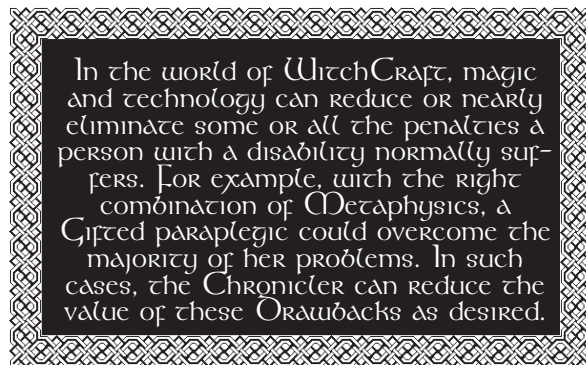 In the world of WitchCraft, magic
and technology can reduce or nearly
eliminate some or all the penalties a
person with a disability normally suf-
fers. For example, with the right
combination of Metaphysics, a
Gifted paraplegic could overcome the
majority of her problems. In such
cases, the Chronicler can reduce the
value of these Drawbacks as desired.